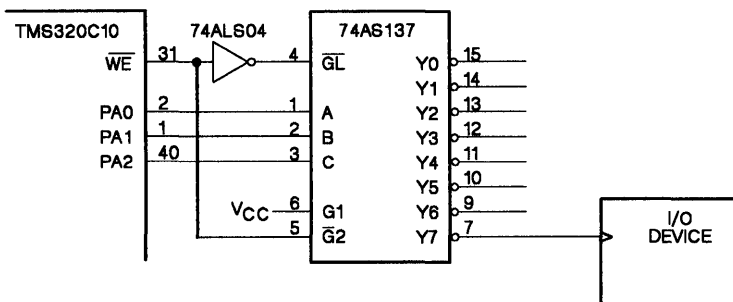 TMS320C10 74ALS04 74AS137
WE 31 4 GL Y0 15
Y1 14
PA0 2 1 A Y2 13
PA1 1 2 B Y3 12
PA2 40 3 C Y4 11
Y5 10
VCC 6 G1 Y6 9
5 G2 Y7 7
I/O
DEVICE